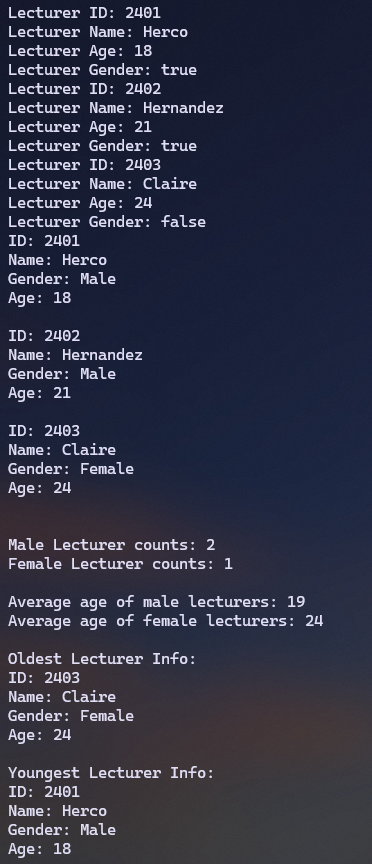 Lecturer ID: 2401
Lecturer Name: Herco
Lecturer Age: 18
Lecturer Gender: true
Lecturer ID: 2402
Lecturer Name: Hernandez
Lecturer Age: 21
Lecturer Gender: true
Lecturer ID: 2403
Lecturer Name: Claire
Lecturer Age: 24
Lecturer Gender: false
ID: 2401
Name: Herco
Gender: Male
Age: 18
ID: 2402
Name: Hernandez
Gender: Male
Age: 21
ID: 2403
Name: Claire
Gender: Female
Age: 24
Male Lecturer counts: 2
Female Lecturer counts: 1
Average age of male lecturers: 19
Average age of female lecturers: 24
Oldest Lecturer Info:
ID: 2403
Name: Claire
Gender: Female
Age: 24
Youngest Lecturer Info:
ID: 2401
Name: Herco
Gender: Male
Age: 18